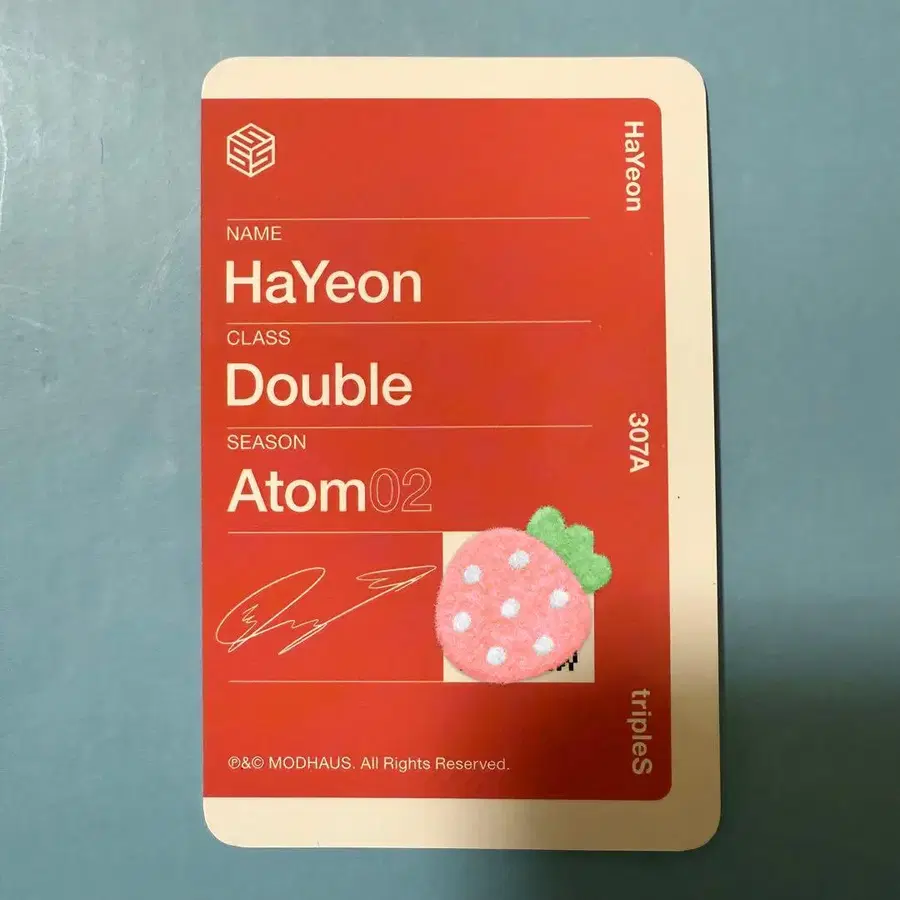 NAME
HaYeon
CLASS
Double
SEASON
Atom02
℗&© MODHAUS. All Rights Reserved.
HaYeon
307A
tripleS